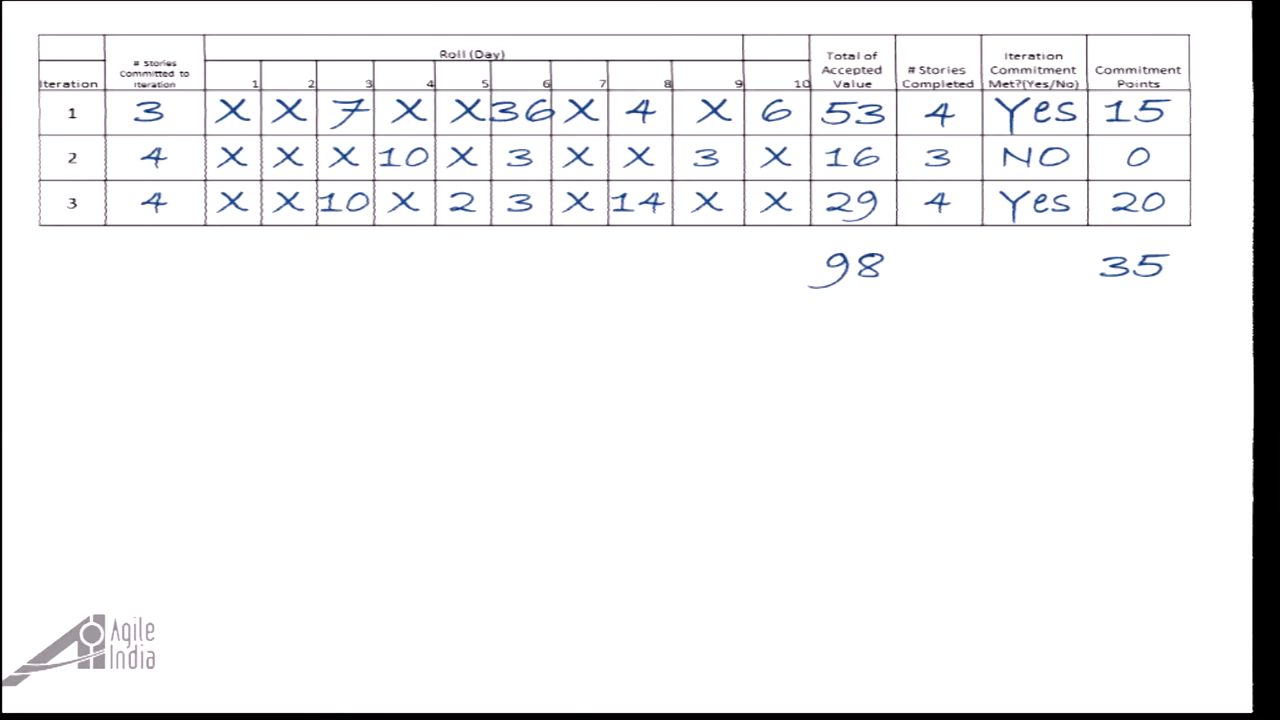 Iteration # Stories Committed to Iteration Roll (Day) Total of Accepted Value # Stories Completed Iteration Commitment Met?(Yes/No) Commitment Points
1 2 3 4 5 6 7 8 9 10
1 3 X X 7 X X 36 X 4 X 6 53 4 Yes 15
2 4 X X X 10 X 3 X X 3 X 16 3 NO 0
3 4 X X 10 X 2 3 X 14 X X 29 4 Yes 20
98 35
Agile
India